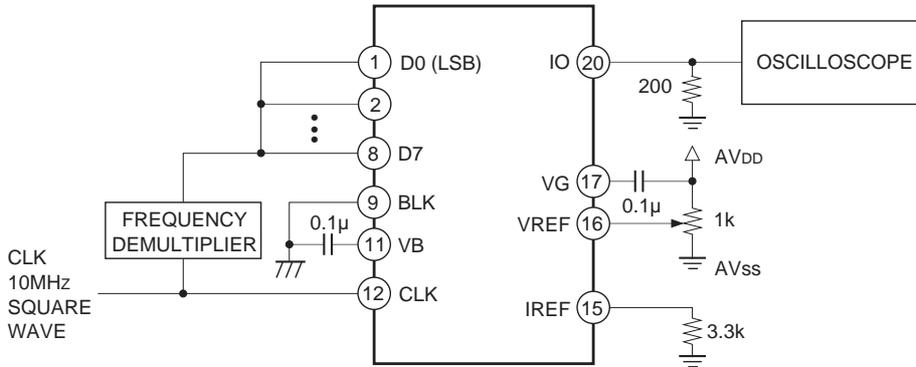 1 D0 (LSB)
2
8 D7
9 BLK
0.1µ
11 VB
12 CLK
FREQUENCY
DEMULTIPLIER
CLK
10MHz
SQUARE
WAVE
IO 20
200
OSCILLOSCOPE
AVDD
VG 17
0.1µ
VREF 16
1k
AVss
IREF 15
3.3k